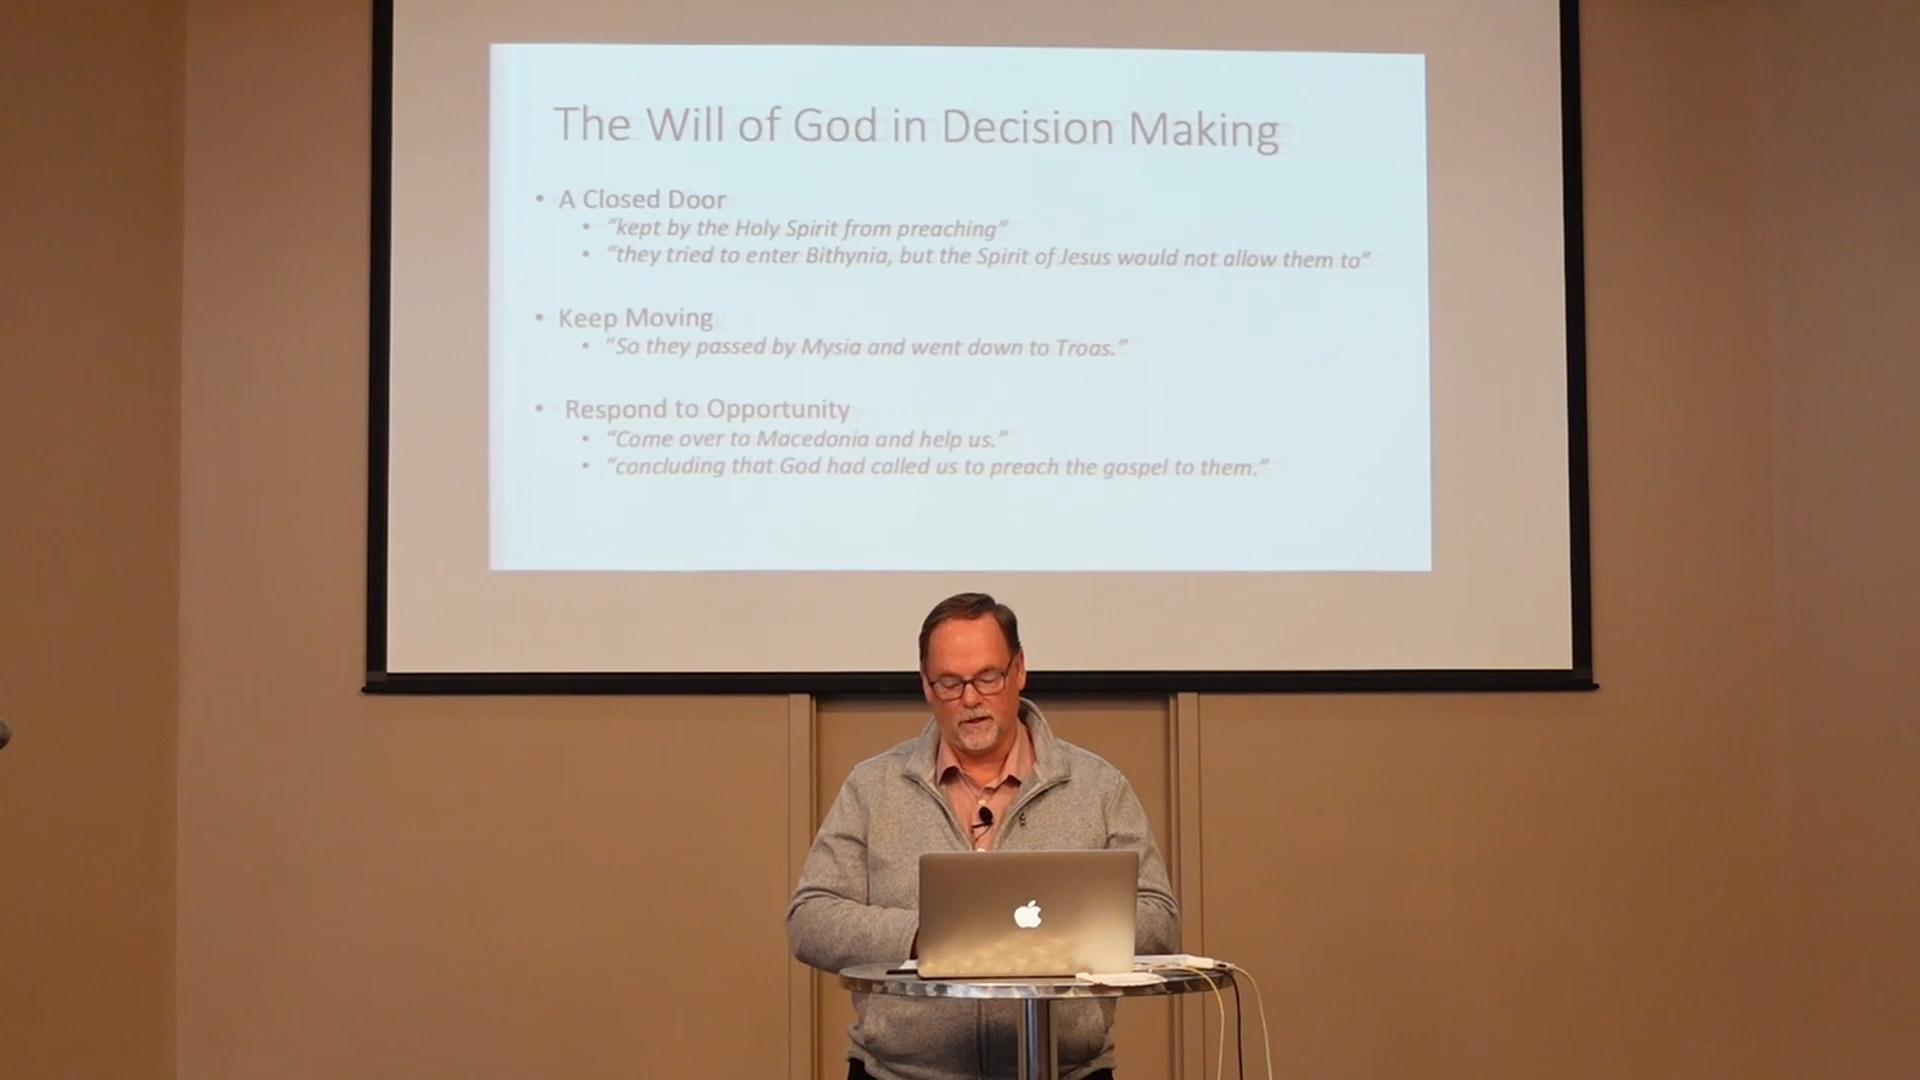 The Will of God in Decision Making
• A Closed Door
• "kept by the Holy Spirit from preaching"
• "they tried to enter Bithynia, but the Spirit of Jesus would not allow them to"
• Keep Moving
• "So they passed by Mysia and went down to Troas."
• Respond to Opportunity
• "Come over to Macedonia and help us."
• "concluding that God had called us to preach the gospel to them."